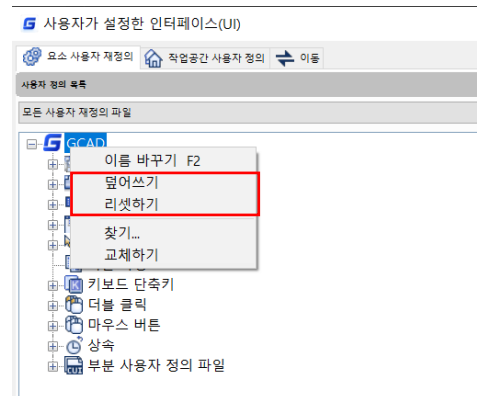 사용자가 설정한 인터페이스(UI)
요소 사용자 재정의 작업공간 사용자 정의 이동
사용자 정의 목록
모든 사용자 재정의 파일
GCAD
이름 바꾸기 F2
덮어쓰기
리셋하기
찾기...
교체하기
키보드 단축키
더블 클릭
마우스 버튼
상속
부분 사용자 정의 파일